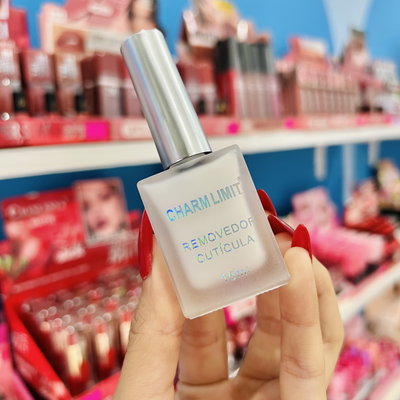 CHARM LIMIT
REMOVEDOR
CUTÍCULA